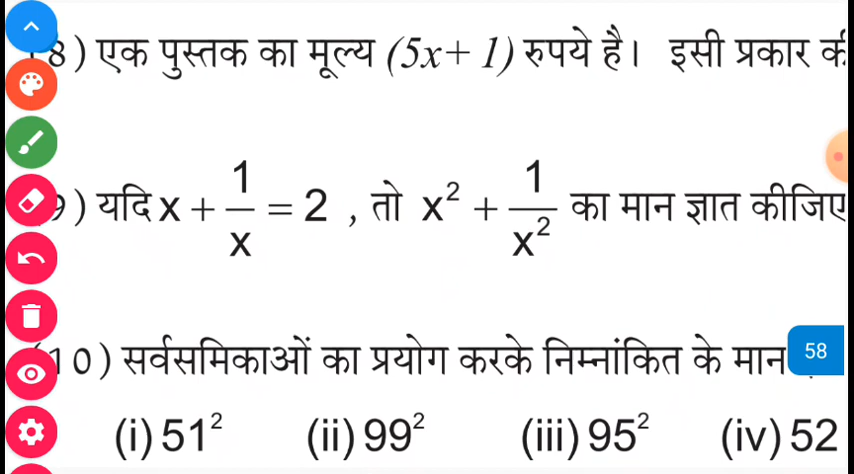 8) एक पुस्तक का मूल्य (5x+ 1) रुपये है। इसी प्रकार की
9) यदि x + 1/x = 2 , तो x² + 1/x² का मान ज्ञात कीजिए
10) सर्वसमिकाओं का प्रयोग करके निम्नांकित के मान
58
(i) 51² (ii) 99² (iii) 95² (iv) 52